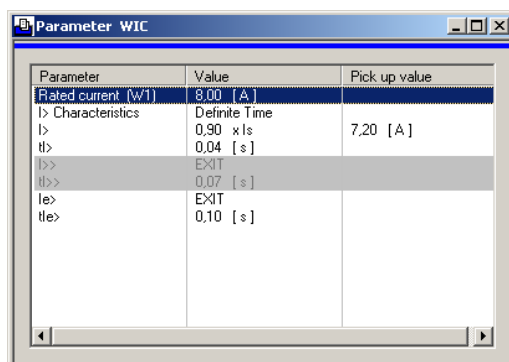 Parameter WIC
Parameter Value Pick up value
Rated current (W1) 8,00 [A]
I> Characteristics Definite Time
I> 0,90 x Is 7,20 [A]
tI> 0,04 [s]
I>> EXIT
tI>> 0,07 [s]
Ie> EXIT
tIe> 0,10 [s]